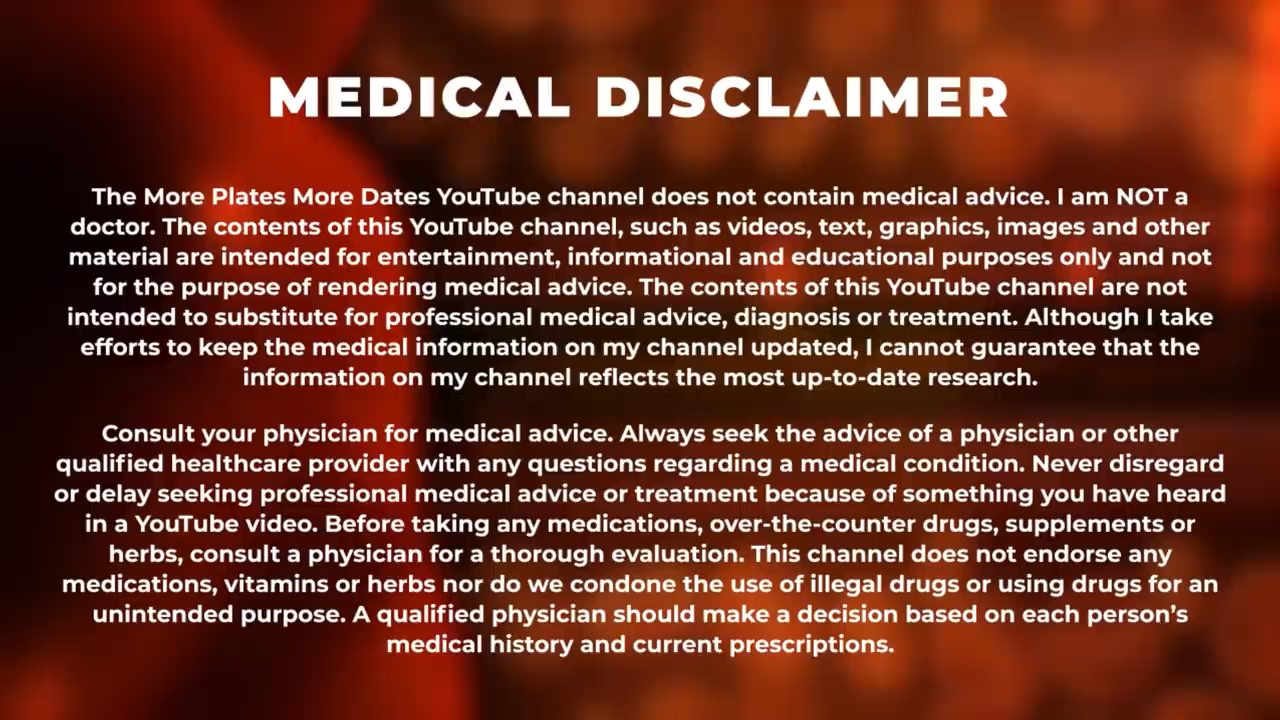 MEDICAL DISCLAIMER
The More Plates More Dates YouTube channel does not contain medical advice. I am NOT a
doctor. The contents of this YouTube channel, such as videos, text, graphics, images and other
material are intended for entertainment, informational and educational purposes only and not
for the purpose of rendering medical advice. The contents of this YouTube channel are not
intended to substitute for professional medical advice, diagnosis or treatment. Although I take
efforts to keep the medical information on my channel updated, I cannot guarantee that the
information on my channel reflects the most up-to-date research.
Consult your physician for medical advice. Always seek the advice of a physician or other
qualified healthcare provider with any questions regarding a medical condition. Never disregard
or delay seeking professional medical advice or treatment because of something you have heard
in a YouTube video. Before taking any medications, over-the-counter drugs, supplements or
herbs, consult a physician for a thorough evaluation. This channel does not endorse any
medications, vitamins or herbs nor do we condone the use of illegal drugs or using drugs for an
unintended purpose. A qualified physician should make a decision based on each person’s
medical history and current prescriptions.